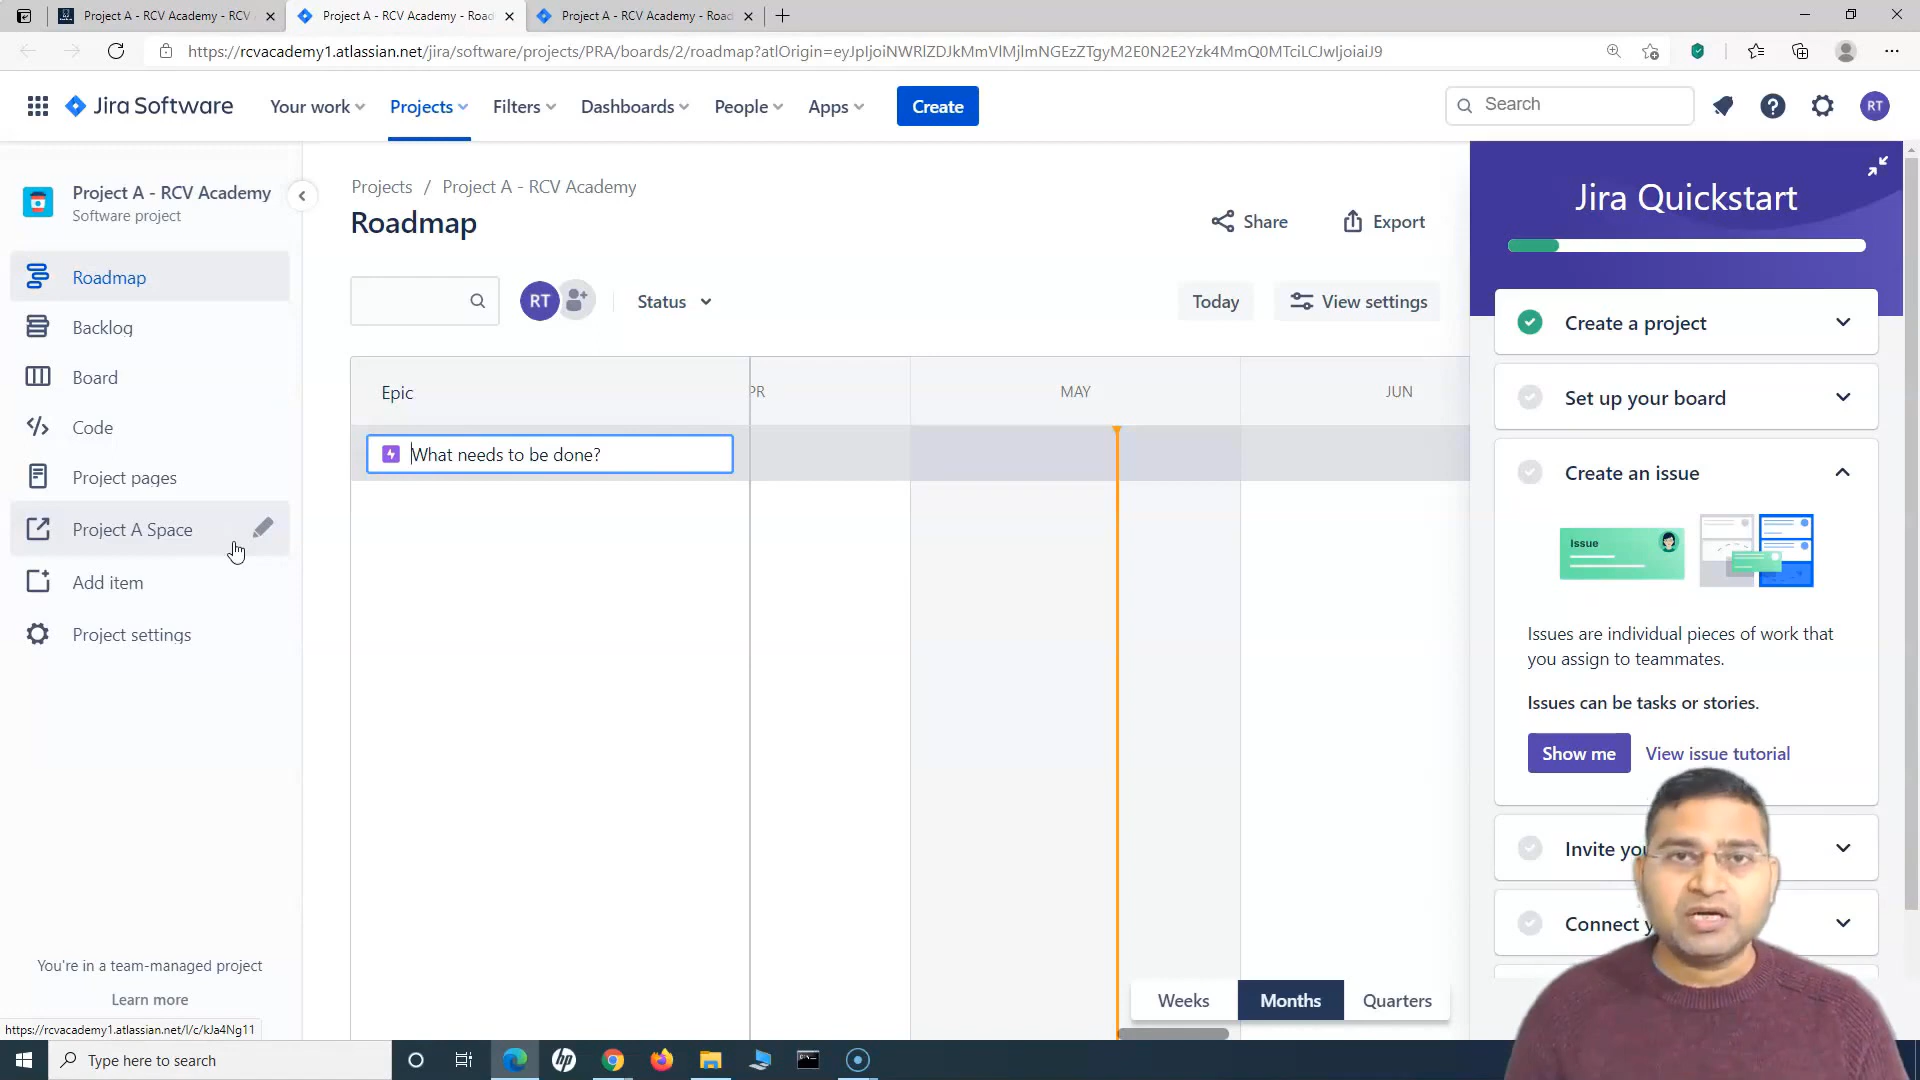 Project A - RCV Academy - RCV
Project A - RCV Academy - Road
Project A - RCV Academy - Road
https://rcvacademy1.atlassian.net/jira/software/projects/PRA/boards/2/roadmap?atlOrigin=eyJpIjoiNWRlZDJkMmVlMjlmNGEzZTgyM2E0N2E2Yzk4MmQ0MTciLCJwIjoiaiJ9
Jira Software
Your work
Projects
Filters
Dashboards
People
Apps
Create
Search
RT
Project A - RCV Academy
Software project
Roadmap
Backlog
Board
Code
Project pages
Project A Space
Add item
Project settings
You're in a team-managed project
Learn more
https://rcvacademy1.atlassian.net/l/c/kJa4Ng11
Projects / Project A - RCV Academy
Roadmap
Share
Export
RT
Status
Today
View settings
Epic
PR
MAY
JUN
What needs to be done?
Weeks
Months
Quarters
Jira Quickstart
Create a project
Set up your board
Create an issue
Issue
Issues are individual pieces of work that
you assign to teammates.
Issues can be tasks or stories.
Show me
View issue tutorial
Invite you
Connect y
Type here to search
hp